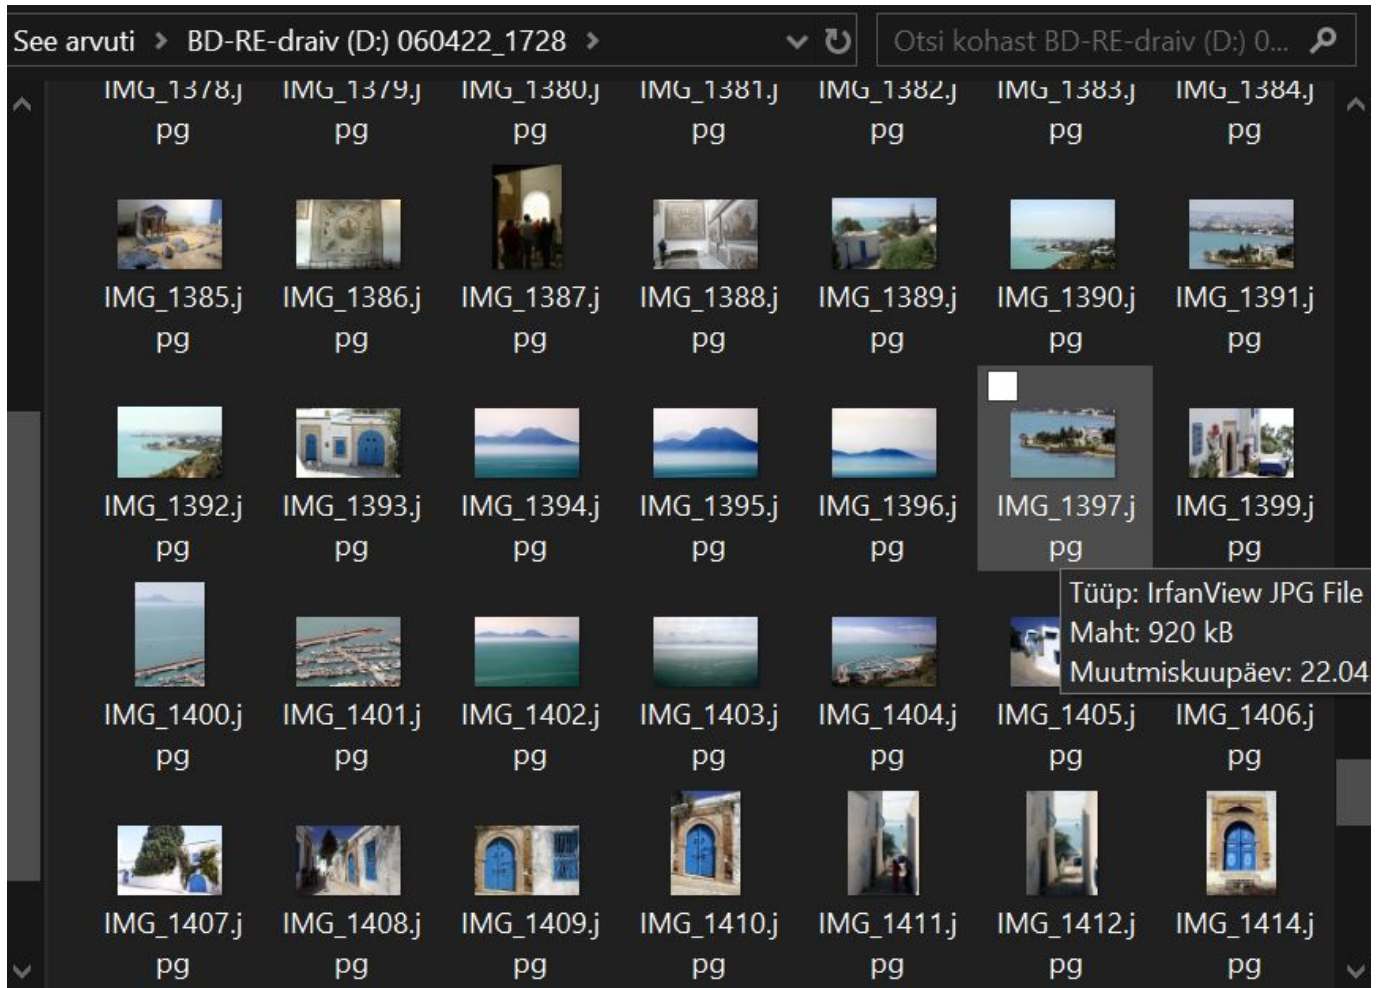 See arvuti > BD-RE-draiv (D:) 060422_1728 >
Otsi kohast BD-RE-draiv (D:) 0...
IMG_1378.j IMG_1379.j IMG_1380.j IMG_1381.j IMG_1382.j IMG_1383.j IMG_1384.j
pg pg pg pg pg pg pg
IMG_1385.j IMG_1386.j IMG_1387.j IMG_1388.j IMG_1389.j IMG_1390.j IMG_1391.j
pg pg pg pg pg pg pg
IMG_1392.j IMG_1393.j IMG_1394.j IMG_1395.j IMG_1396.j IMG_1397.j IMG_1399.j
pg pg pg pg pg pg pg
Tüüp: IrfanView JPG File
Maht: 920 kB
Muutmiskuupäev: 22.04
IMG_1400.j IMG_1401.j IMG_1402.j IMG_1403.j IMG_1404.j IMG_1405.j IMG_1406.j
pg pg pg pg pg pg pg
IMG_1407.j IMG_1408.j IMG_1409.j IMG_1410.j IMG_1411.j IMG_1412.j IMG_1414.j
pg pg pg pg pg pg pg